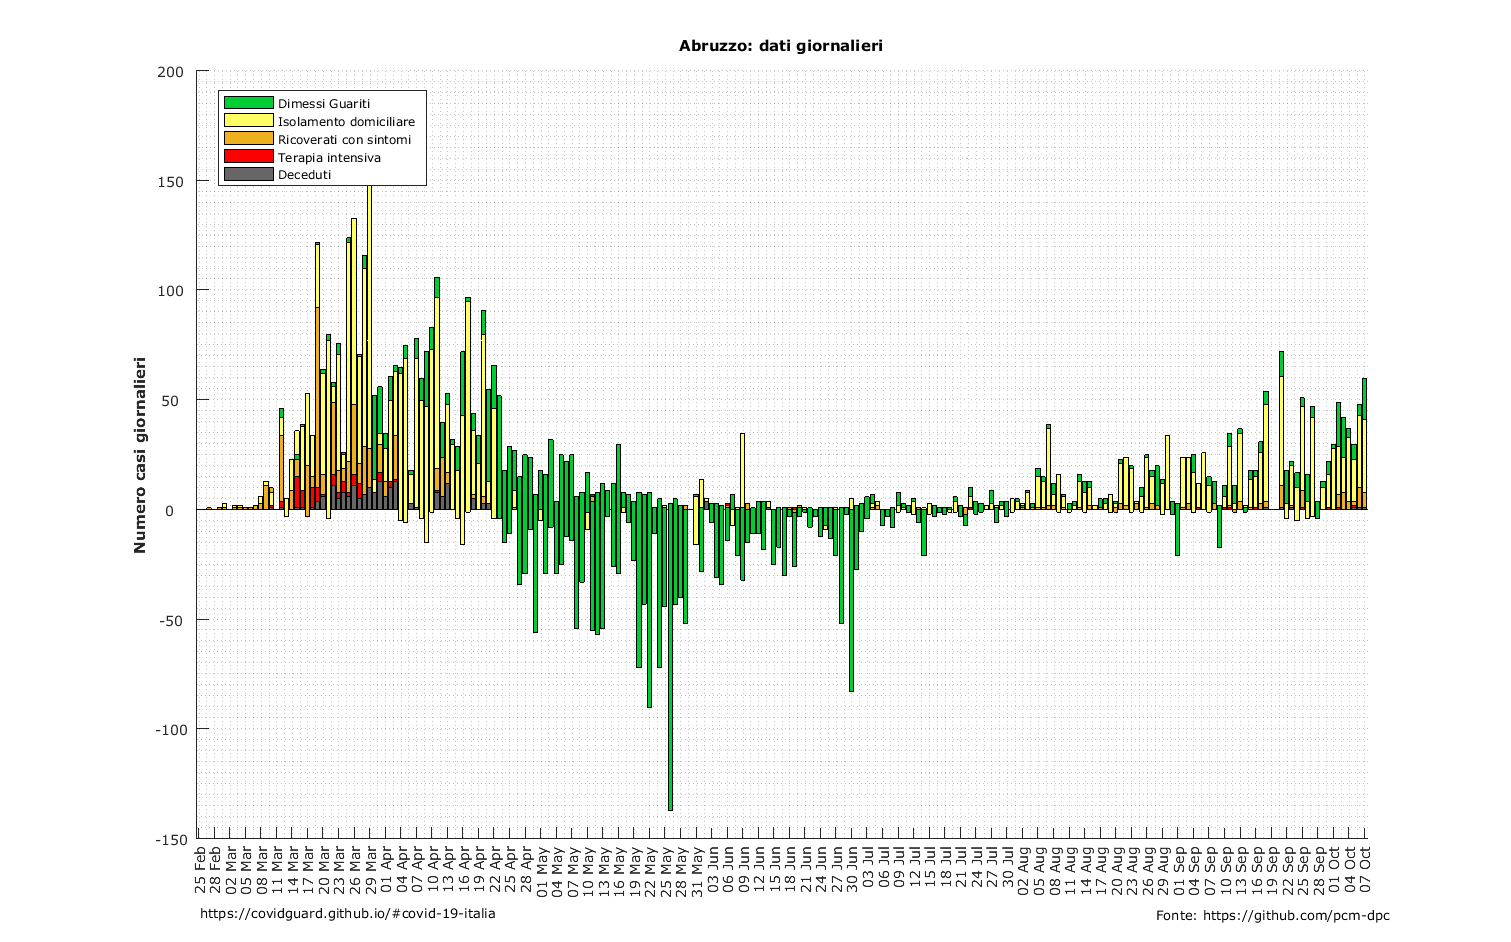 Abruzzo: dati giornalieri
200
150
100
50
0
-50
-100
-150
Numero casi giornalieri
Dimessi Guariti
Isolamento domiciliare
Ricoverati con sintomi
Terapia intensiva
Deceduti
25 Feb
28 Feb
02 Mar
05 Mar
08 Mar
11 Mar
14 Mar
17 Mar
20 Mar
23 Mar
26 Mar
29 Mar
01 Apr
04 Apr
07 Apr
10 Apr
13 Apr
16 Apr
19 Apr
22 Apr
25 Apr
28 Apr
01 May
04 May
07 May
10 May
13 May
16 May
19 May
22 May
25 May
28 May
31 May
03 Jun
06 Jun
09 Jun
12 Jun
15 Jun
18 Jun
21 Jun
24 Jun
27 Jun
30 Jun
03 Jul
06 Jul
09 Jul
12 Jul
15 Jul
18 Jul
21 Jul
24 Jul
27 Jul
30 Jul
02 Aug
05 Aug
08 Aug
11 Aug
14 Aug
17 Aug
20 Aug
23 Aug
26 Aug
29 Aug
01 Sep
04 Sep
07 Sep
10 Sep
13 Sep
16 Sep
19 Sep
22 Sep
25 Sep
28 Sep
01 Oct
04 Oct
07 Oct
https://covidguard.github.io/#covid-19-italia
Fonte: https://github.com/pcm-dpc